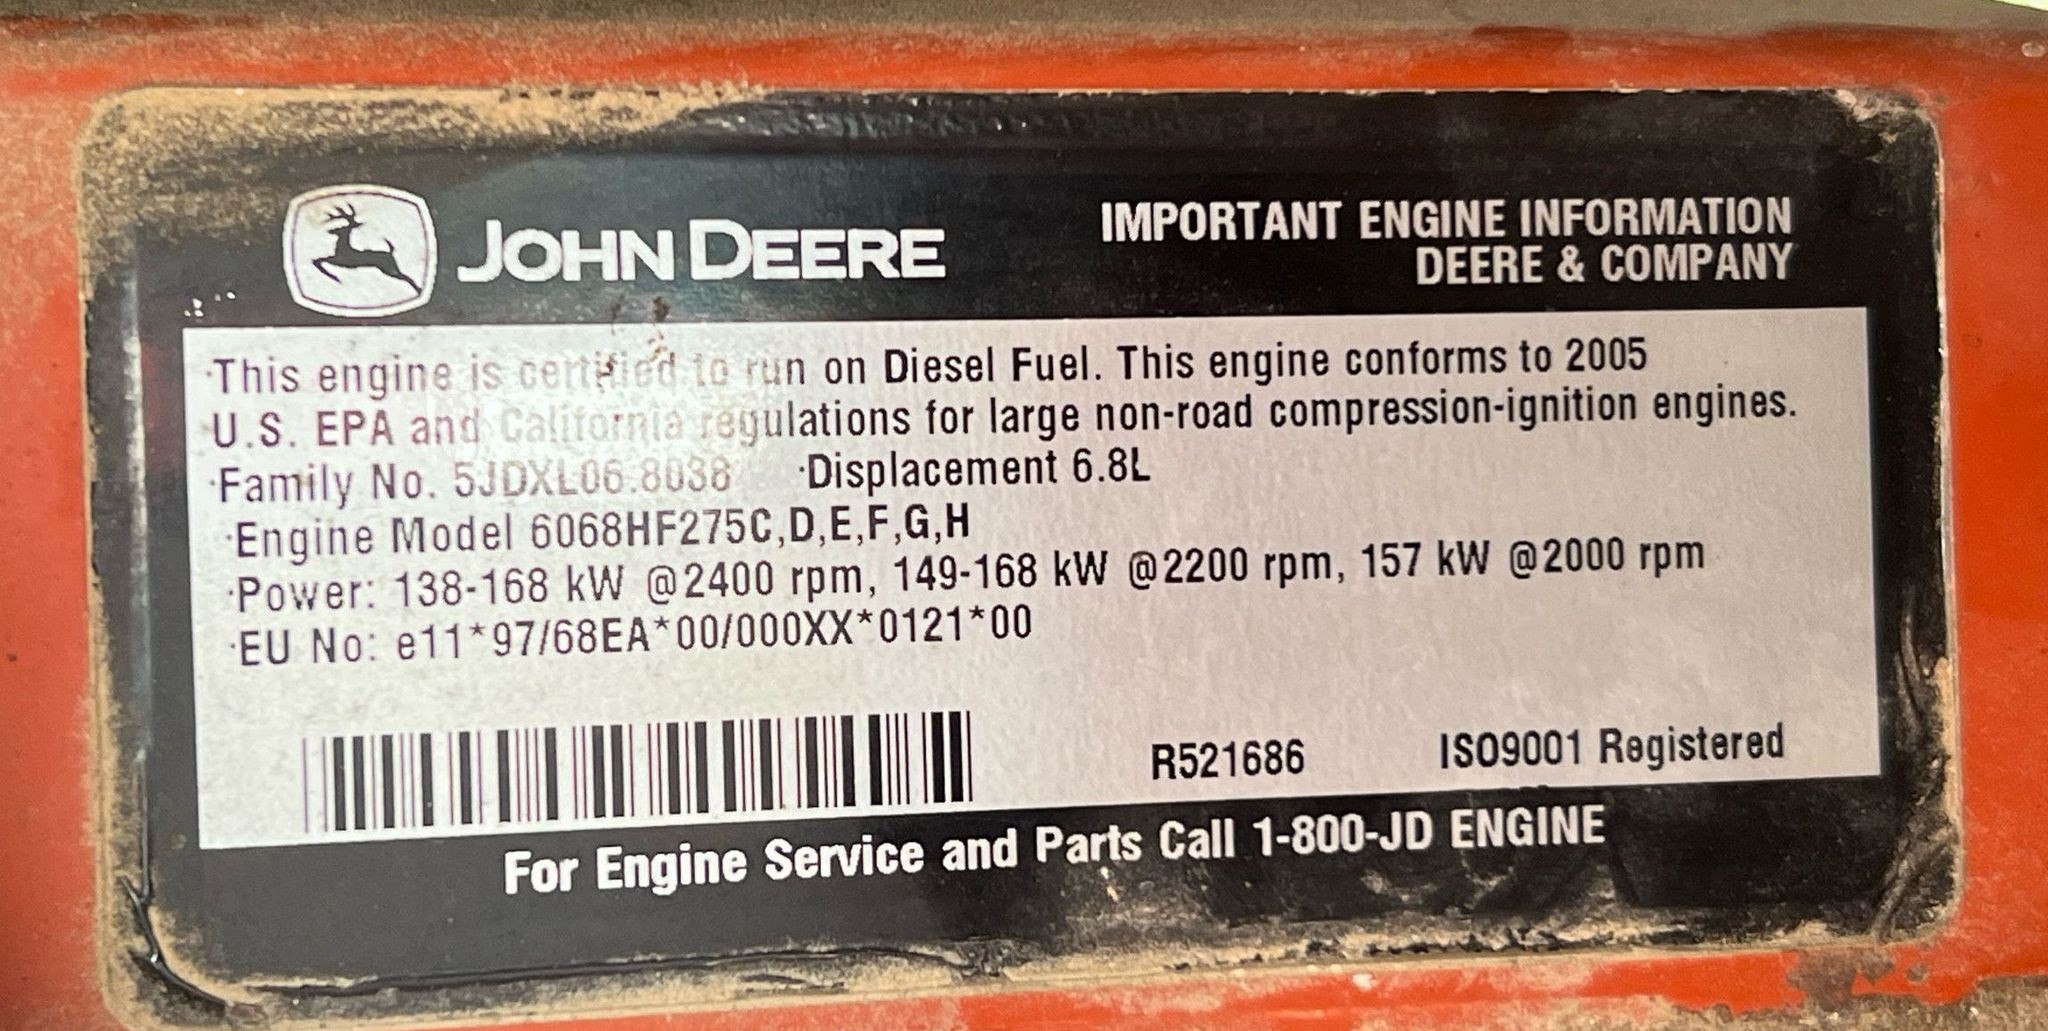 JOHN DEERE
IMPORTANT ENGINE INFORMATION
DEERE & COMPANY
·This engine is certified to run on Diesel Fuel. This engine conforms to 2005
U.S. EPA and California regulations for large non-road compression-ignition engines.
·Family No. 5JDXL06.8038 ·Displacement 6.8L
·Engine Model 6068HF275C,D,E,F,G,H
·Power: 138-168 kW @2400 rpm, 149-168 kW @2200 rpm, 157 kW @2000 rpm
·EU No: e11*97/68EA*00/000XX*0121*00
R521686 ISO9001 Registered
For Engine Service and Parts Call 1-800-JD ENGINE